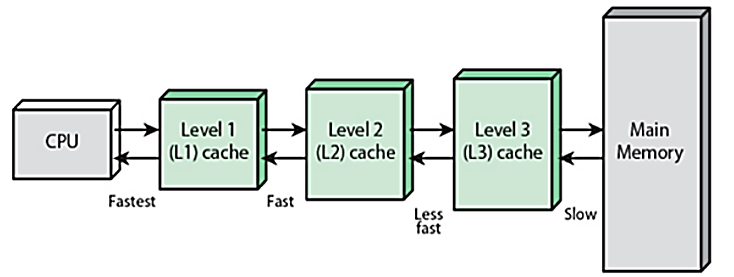 CPU
Level 1
(L1) cache
Level 2
(L2) cache
Level 3
(L3) cache
Main
Memory
Fastest
Fast
Less
fast
Slow